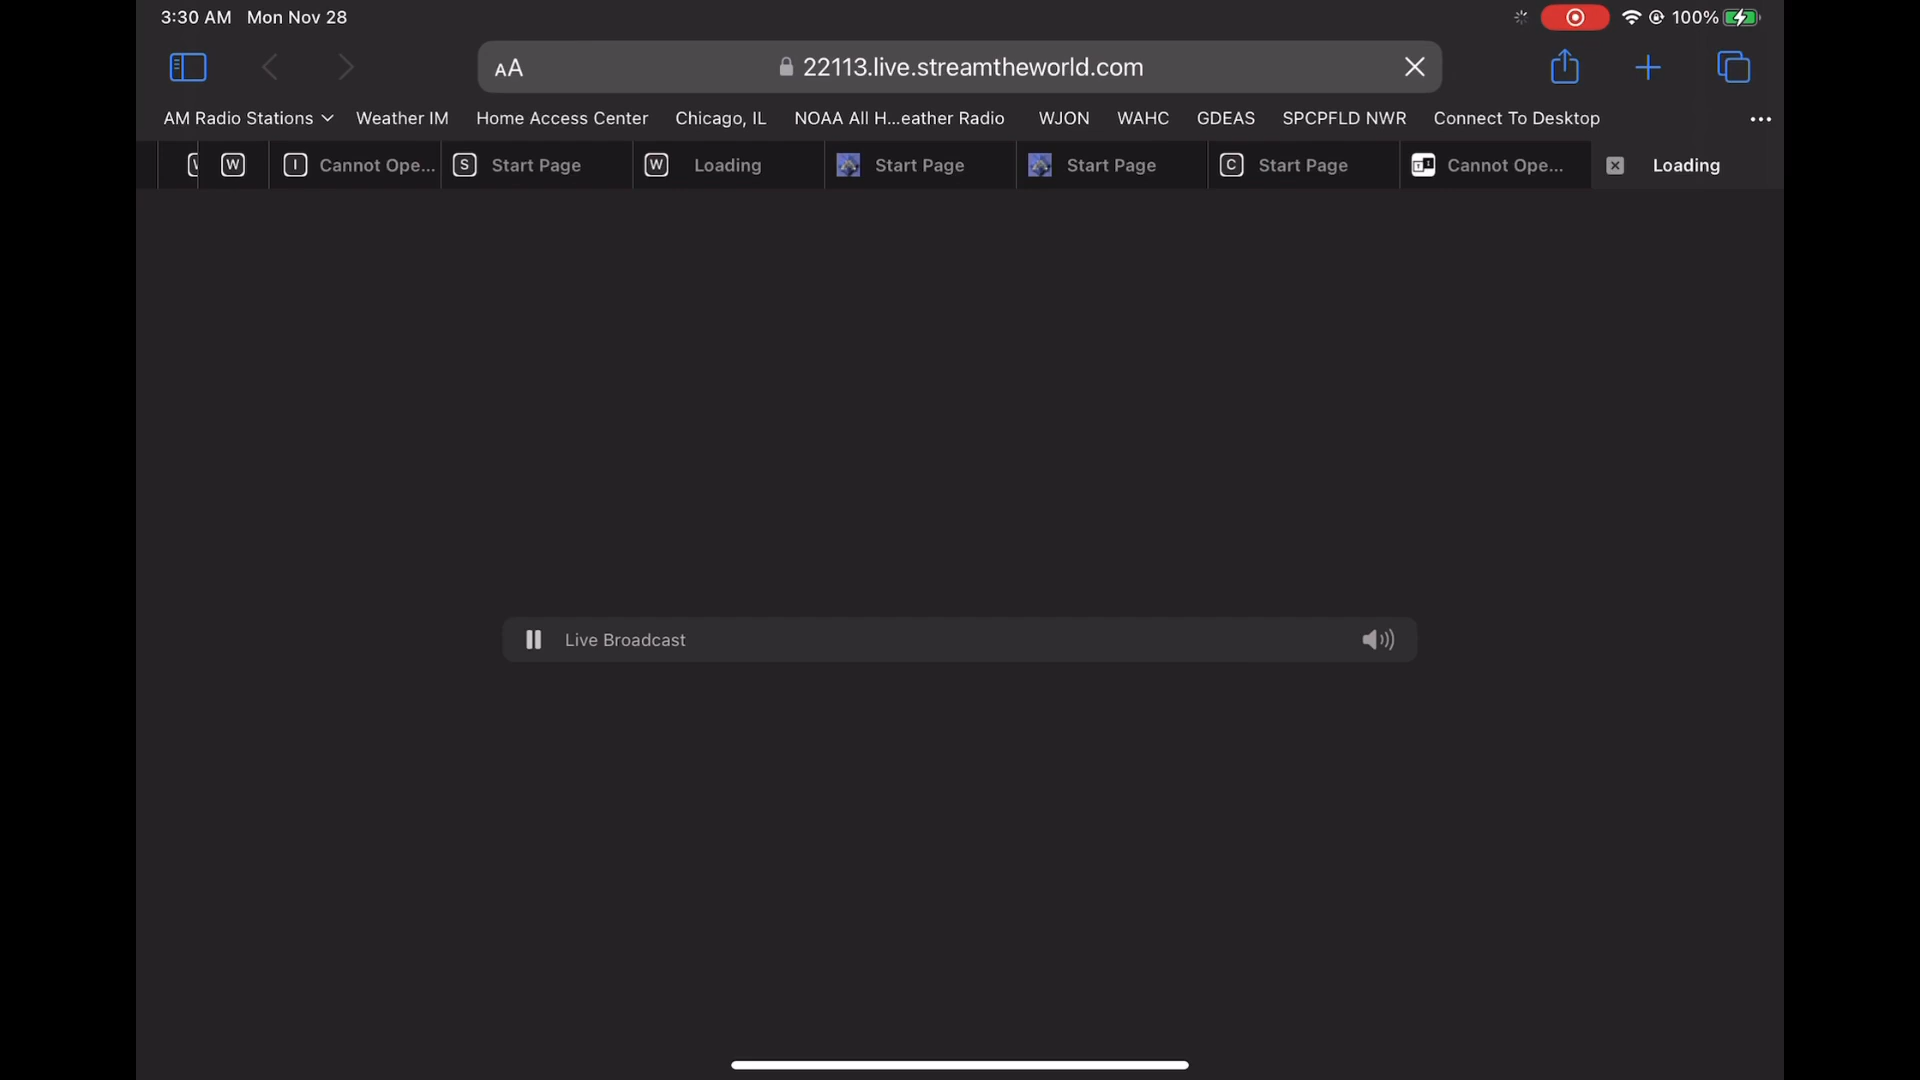 3:30 AM Mon Nov 28
100%
AA 22113.live.streamtheworld.com
AM Radio Stations Weather IM Home Access Center Chicago, IL NOAA All H...eather Radio WJON WAHC GDEAS SPCPFLD NWR Connect To Desktop
W I Cannot Ope... S Start Page W Loading Start Page Start Page C Start Page Cannot Ope... Loading
Live Broadcast